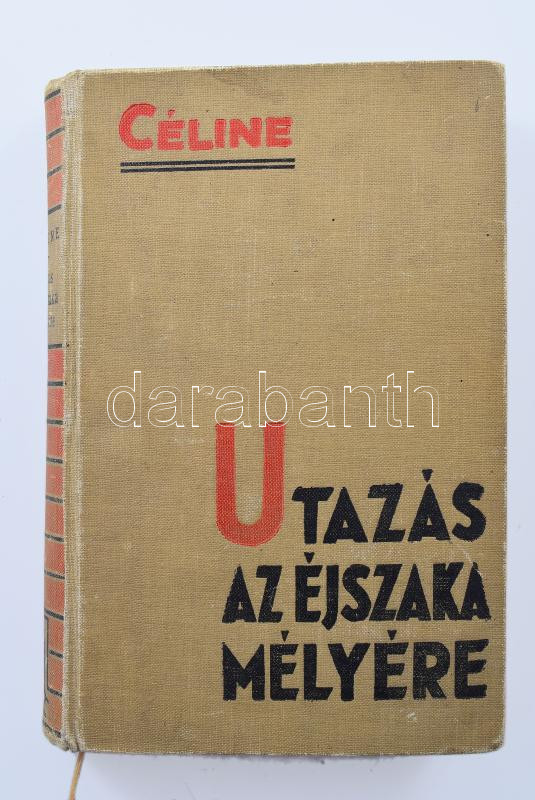 CÉLINE
darabanth
UTAZÁS
AZ ÉJSZAKA
MÉLYÉRE